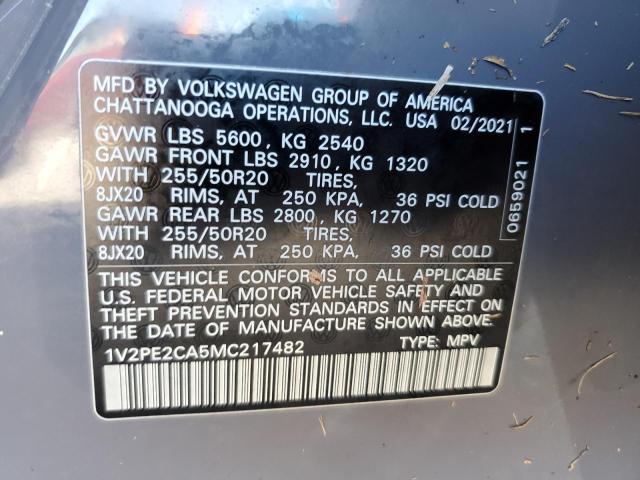 MFD BY VOLKSWAGEN GROUP OF AMERICA
CHATTANOOGA OPERATIONS, LLC. USA 02/2021
GVWR LBS 5600, KG 2540
GAWR FRONT LBS 2910, KG 1320
WITH 255/50R20 TIRES,
8JX20 RIMS, AT 250 KPA, 36 PSI COLD
GAWR REAR LBS 2800, KG 1270
WITH 255/50R20 TIRES,
8JX20 RIMS, AT 250 KPA, 36 PSI COLD
THIS VEHICLE CONFORMS TO ALL APPLICABLE
U.S. FEDERAL MOTOR VEHICLE SAFETY AND
THEFT PREVENTION STANDARDS IN EFFECT ON
THE DATE OF MANUFACTURE SHOWN ABOVE.
1V2PE2CA5MC217482 TYPE: MPV
0659021 1